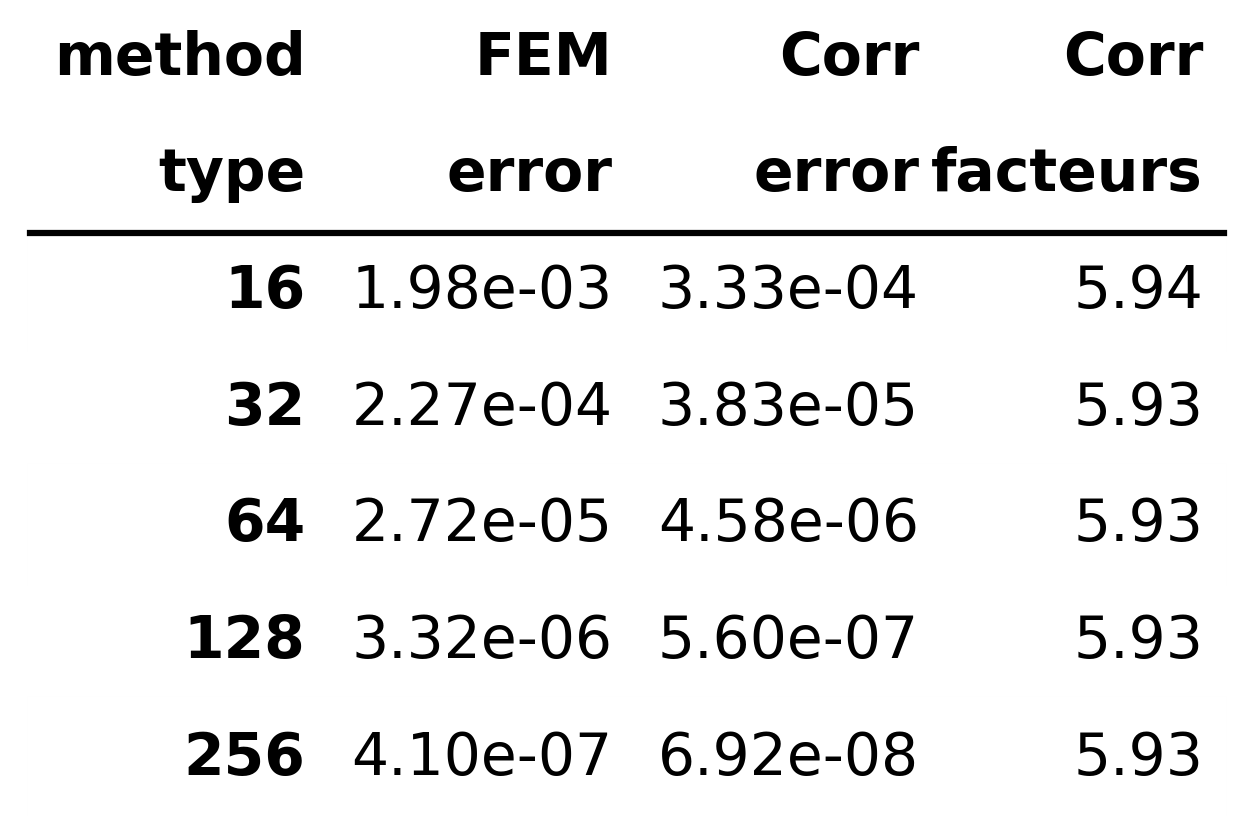 method FEM Corr Corr
type error error facteurs
16 1.98e-03 3.33e-04 5.94
32 2.27e-04 3.83e-05 5.93
64 2.72e-05 4.58e-06 5.93
128 3.32e-06 5.60e-07 5.93
256 4.10e-07 6.92e-08 5.93